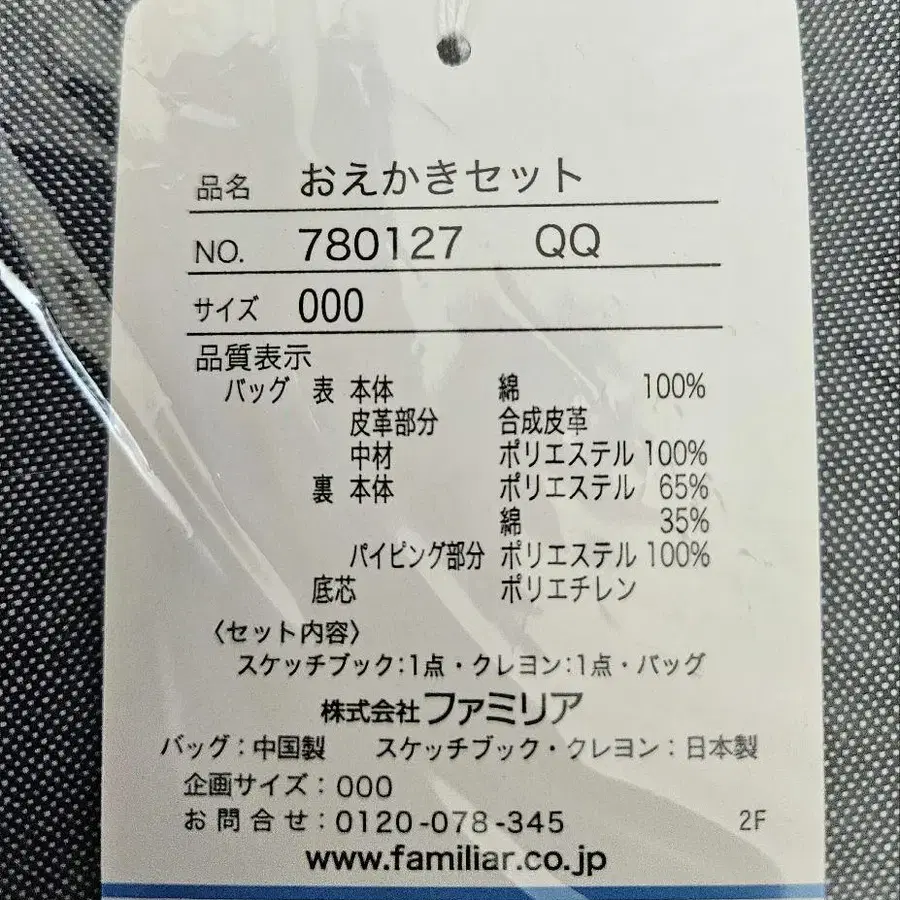 品名 おえかきセット
NO. 780127 QQ
サイズ 000
品質表示
バッグ 表 本体 綿 100%
皮革部分 合成皮革
中材 ポリエステル 100%
裏 本体 ポリエステル 65%
綿 35%
パイピング部分 ポリエステル 100%
底芯 ポリエチレン
〈セット内容〉
スケッチブック:1点・クレヨン:1点・バッグ
株式会社ファミリア
バッグ:中国製 スケッチブック・クレヨン:日本製
企画サイズ:000
お問合せ:0120-078-345 2F
www.familiar.co.jp